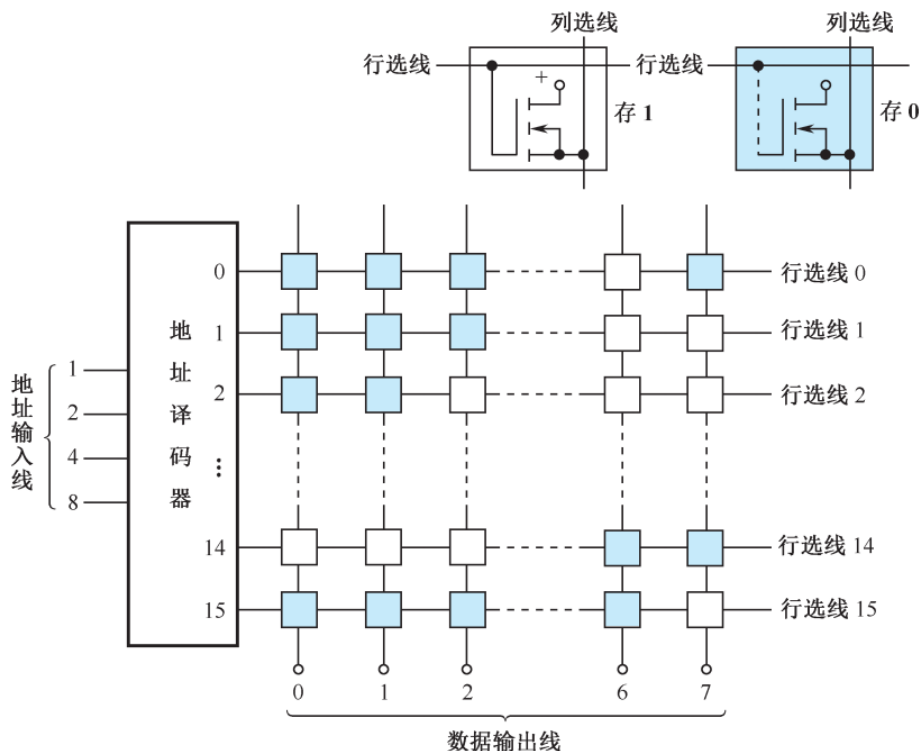 列选线 列选线
行选线 行选线
+ +
存 1 存 0
0 行选线 0
地 1 行选线 1
址 2 行选线 2
译
码 ⋯
器
地址输入线
1
2
4
8
14 行选线 14
15 行选线 15
0 1 2 6 7
数据输出线